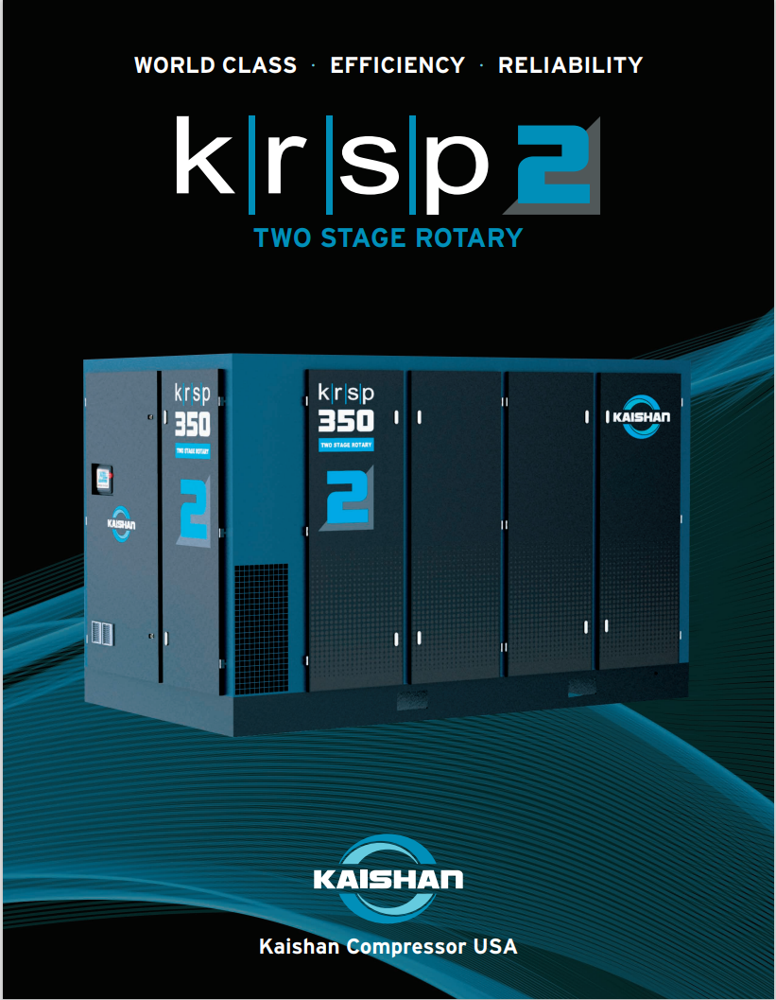 WORLD CLASS · EFFICIENCY · RELIABILITY
k|r|s|p 2
TWO STAGE ROTARY
k|r|s|p
350
TWO STAGE ROTARY
2
KAISHAN
k|r|s|p
350
TWO STAGE ROTARY
2
KAISHAN
KAISHAN
Kaishan Compressor USA